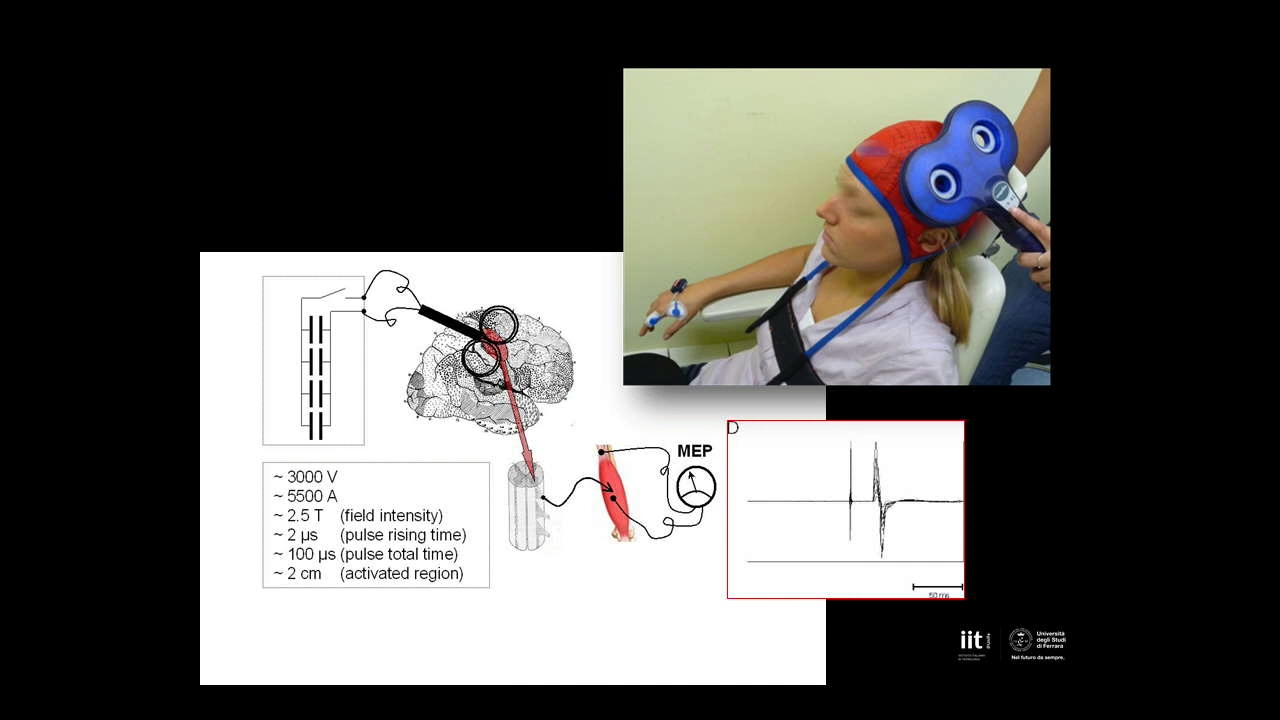 ~ 3000 V
~ 5500 A
~ 2.5 T (field intensity)
~ 2 µs (pulse rising time)
~ 100 µs (pulse total time)
~ 2 cm (activated region)
MEP
D
50 ms
iit
Università
degli Studi
di Ferrara
Nel futuro da sempre.